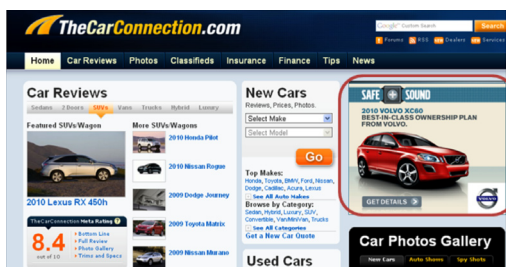 TheCarConnection.com
Google™ Custom Search
Search
Forums RSS Dealers Services
Home Car Reviews Photos Classifieds Insurance Finance Tips News
Car Reviews
Sedans 2 Doors SUVs Vans Trucks Hybrid Luxury
Featured SUVs/Wagon
More SUVs/Wagons
2010 Honda Pilot
2010 Nissan Rogue
2009 Dodge Journey
2009 Toyota Matrix
2009 Nissan Murano
2010 Lexus RX 450h
TheCarConnection Meta Rating
8.4
out of 10
Bottom Line
Full Review
Photo Gallery
Trims and Specs
New Cars
Reviews, Prices, Photos.
Select Make
Select Model
Go
Top Makes:
Honda, Toyota, BMW, Ford, Nissan,
Dodge, Cadillac, Acura, Lexus
See All Auto Makes
Browse by Category:
Sedan, Hybrid, Luxury, SUV,
Convertible, Van/MiniVan, Trucks
See All Categories
Get a New Car Quote
Used Cars
SAFE SOUND
2010 VOLVO XC60
BEST-IN-CLASS OWNERSHIP PLAN
FROM VOLVO.
GET DETAILS
Car Photos Gallery
New Cars Auto Shows Spy Shots